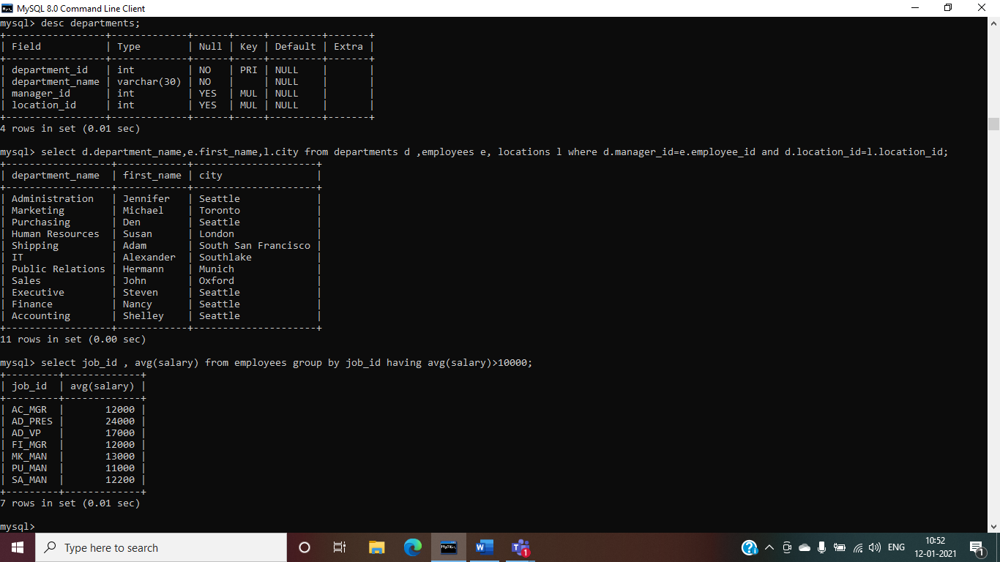 MySQL 8.0 Command Line Client
mysql> desc departments;
+-----------------+-------------+------+-----+---------+-------+
| Field           | Type        | Null | Key | Default | Extra |
+-----------------+-------------+------+-----+---------+-------+
| department_id   | int         | NO   | PRI | NULL    |       |
| department_name | varchar(30) | NO   |     | NULL    |       |
| manager_id      | int         | YES  | MUL | NULL    |       |
| location_id     | int         | YES  | MUL | NULL    |       |
+-----------------+-------------+------+-----+---------+-------+
4 rows in set (0.01 sec)
mysql> select d.department_name,e.first_name,l.city from departments d ,employees e, locations l where d.manager_id=e.employee_id and d.location_id=l.location_id;
+------------------+------------+---------------------+
| department_name  | first_name | city                |
+------------------+------------+---------------------+
| Administration   | Jennifer   | Seattle             |
| Marketing        | Michael    | Toronto             |
| Purchasing       | Den        | Seattle             |
| Human Resources  | Susan      | London              |
| Shipping         | Adam       | South San Francisco |
| IT               | Alexander  | Southlake           |
| Public Relations | Hermann    | Munich              |
| Sales            | John       | Oxford              |
| Executive        | Steven     | Seattle             |
| Finance          | Nancy      | Seattle             |
| Accounting       | Shelley    | Seattle             |
+------------------+------------+---------------------+
11 rows in set (0.00 sec)
mysql> select job_id , avg(salary) from employees group by job_id having avg(salary)>10000;
+---------+-------------+
| job_id  | avg(salary) |
+---------+-------------+
| AC_MGR  |       12000 |
| AD_PRES |       24000 |
| AD_VP   |       17000 |
| FI_MGR  |       12000 |
| MK_MAN  |       13000 |
| PU_MAN  |       11000 |
| SA_MAN  |       12200 |
+---------+-------------+
7 rows in set (0.01 sec)
mysql>
Type here to search
ENG
10:52
12-01-2021
1
1